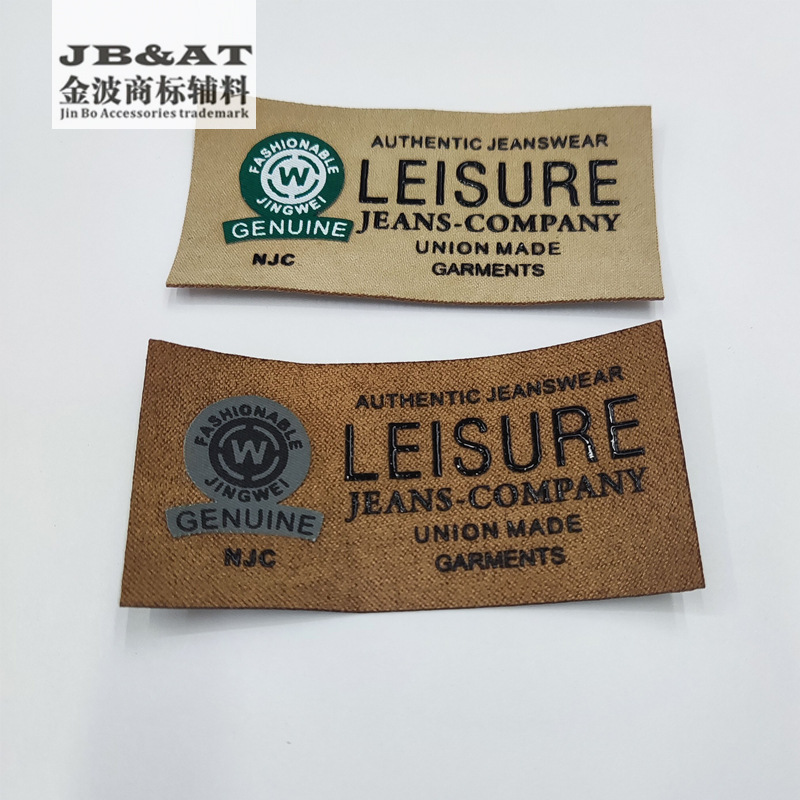 JB&AT
金波商标辅料
Jin Bo Accessories trademark
FASHIONABLE
W
JINGWEI
GENUINE
NJC
AUTHENTIC JEANSWEAR
LEISURE
JEANS-COMPANY
UNION MADE
GARMENTS
FASHIONABLE
W
JINGWEI
GENUINE
NJC
AUTHENTIC JEANSWEAR
LEISURE
JEANS-COMPANY
UNION MADE
GARMENTS